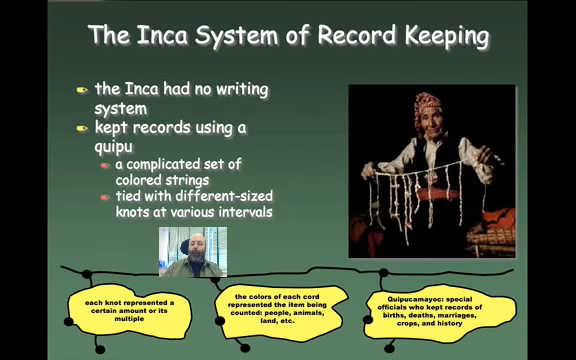 The Inca System of Record Keeping
the Inca had no writing
system
kept records using a
quipu
a complicated set of
colored strings
tied with different-sized
knots at various intervals
each knot represented a
certain amount or its
multiple
the colors of each cord
represented the item being
counted: people, animals,
land, etc.
Quipucamayoc: special
officials who kept records of
births, deaths, marriages,
crops, and history